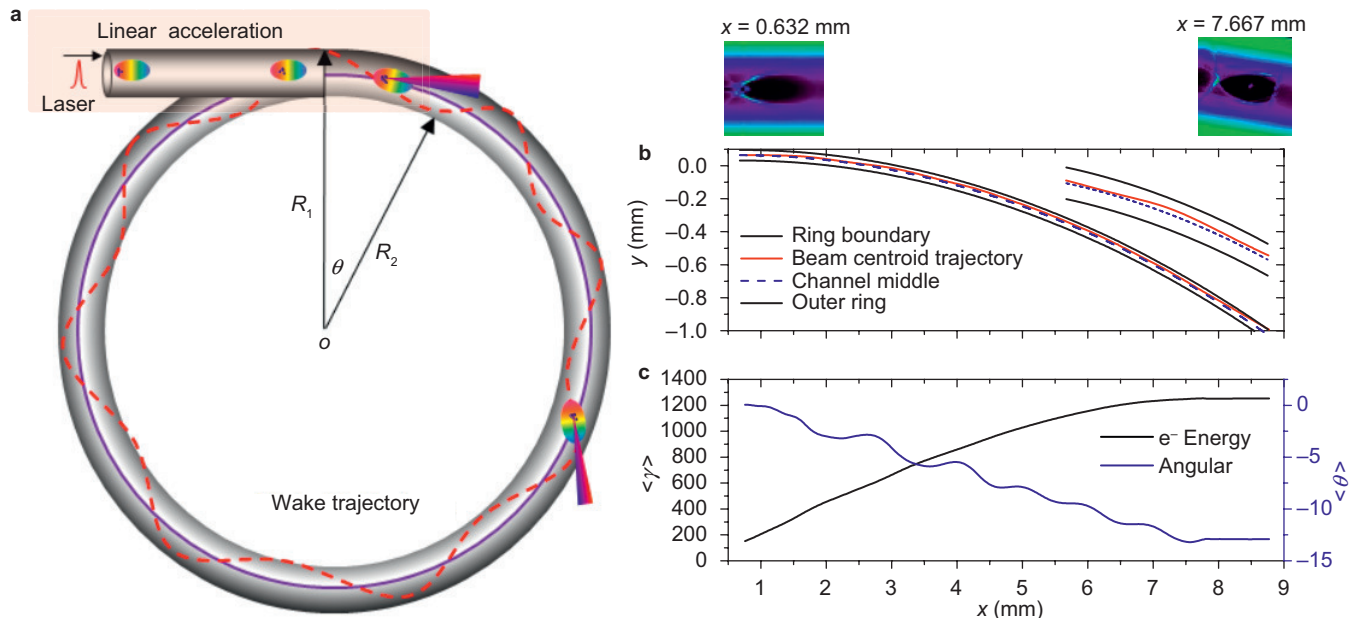 a
Linear acceleration
Laser
R1
R2
θ
o
Wake trajectory
x = 0.632 mm
x = 7.667 mm
b
0.0
–0.2
–0.4
–0.6
–0.8
–1.0
y (mm)
Ring boundary
Beam centroid trajectory
Channel middle
Outer ring
c
1400
1200
1000
800
600
400
200
0
<γ>
e– Energy
Angular
0
–5
–10
–15
<θ>
1 2 3 4 5 6 7 8 9
x (mm)